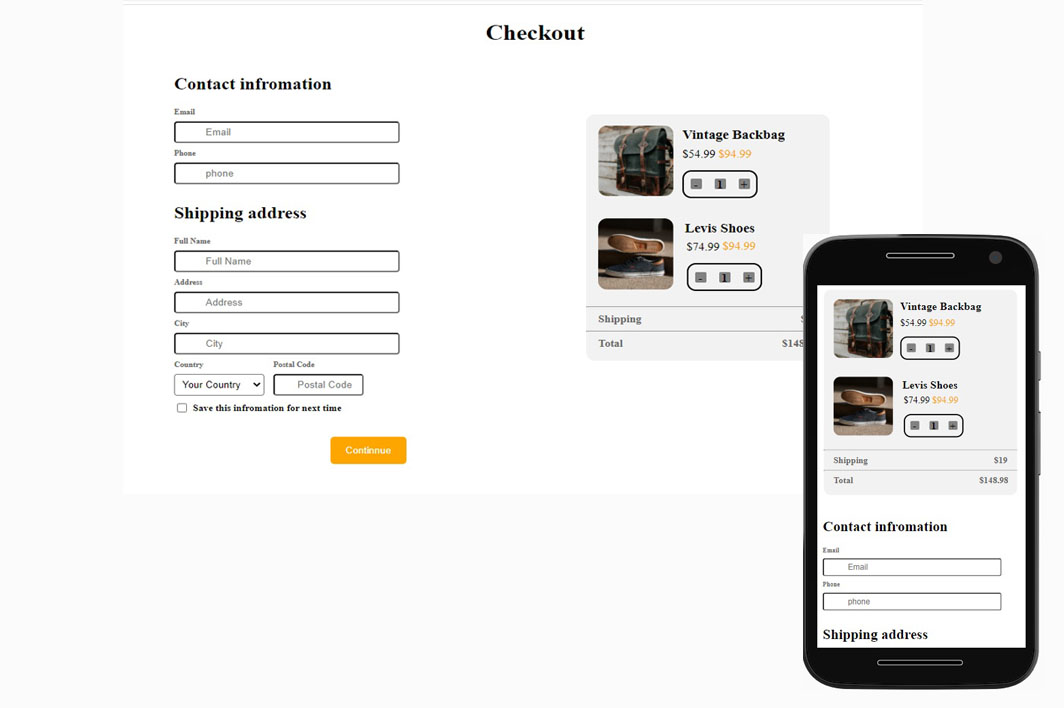 Checkout
Contact infromation
Email
Email
Phone
phone
Shipping address
Full Name
Full Name
Address
Address
City
City
Country Postal Code
Your Country Postal Code
Save this infromation for next time
Continnue
Vintage Backbag
$54.99 $94.99
- 1 +
Levis Shoes
$74.99 $94.99
- 1 +
Shipping
Total $148
Vintage Backbag
$54.99 $94.99
- 1 +
Levis Shoes
$74.99 $94.99
- 1 +
Shipping $19
Total $148.98
Contact infromation
Email
Email
Phone
phone
Shipping address